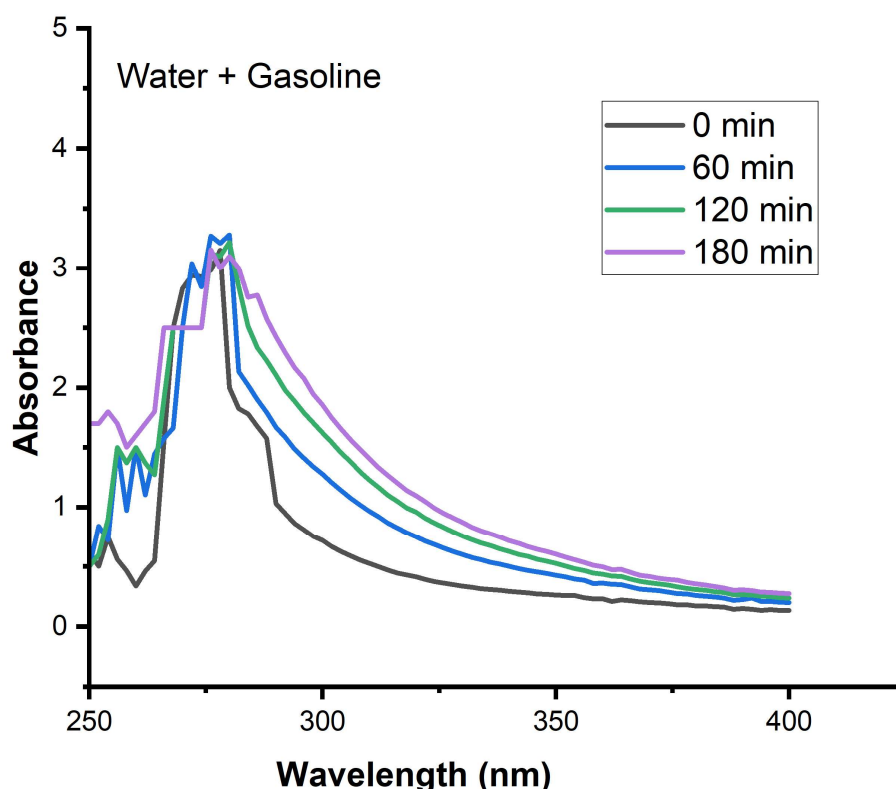 5
Water + Gasoline
0 min
60 min
120 min
180 min
4
3
2
1
0
Absorbance
250
300
350
400
Wavelength (nm)